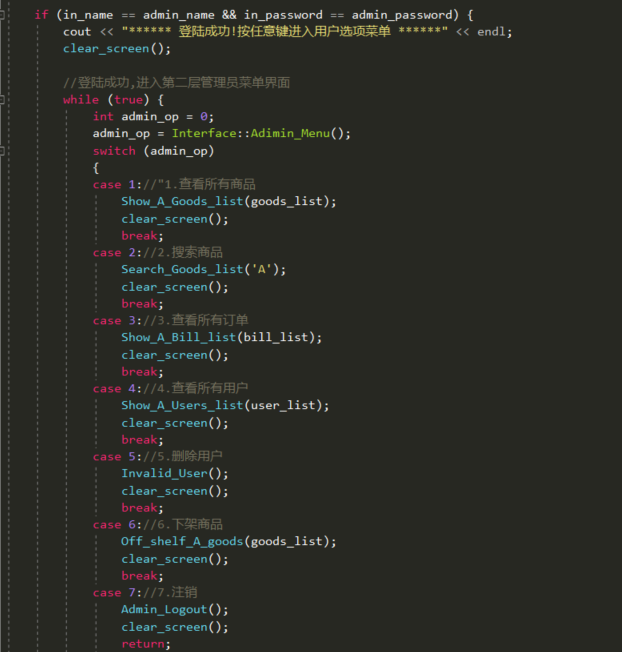 if (in_name == admin_name && in_password == admin_password) {
cout << "****** 登陆成功!按任意键进入用户选项菜单 ******" << endl;
clear_screen();
//登陆成功,进入第二层管理员菜单界面
while (true) {
int admin_op = 0;
admin_op = Interface::Adimin_Menu();
switch (admin_op)
{
case 1://"1.查看所有商品
Show_A_Goods_list(goods_list);
clear_screen();
break;
case 2://2.搜索商品
Search_Goods_list('A');
clear_screen();
break;
case 3://3.查看所有订单
Show_A_Bill_list(bill_list);
clear_screen();
break;
case 4://4.查看所有用户
Show_A_Users_list(user_list);
clear_screen();
break;
case 5://5.删除用户
Invalid_User();
clear_screen();
break;
case 6://6.下架商品
Off_shelf_A_goods(goods_list);
clear_screen();
break;
case 7://7.注销
Admin_Logout();
clear_screen();
return;